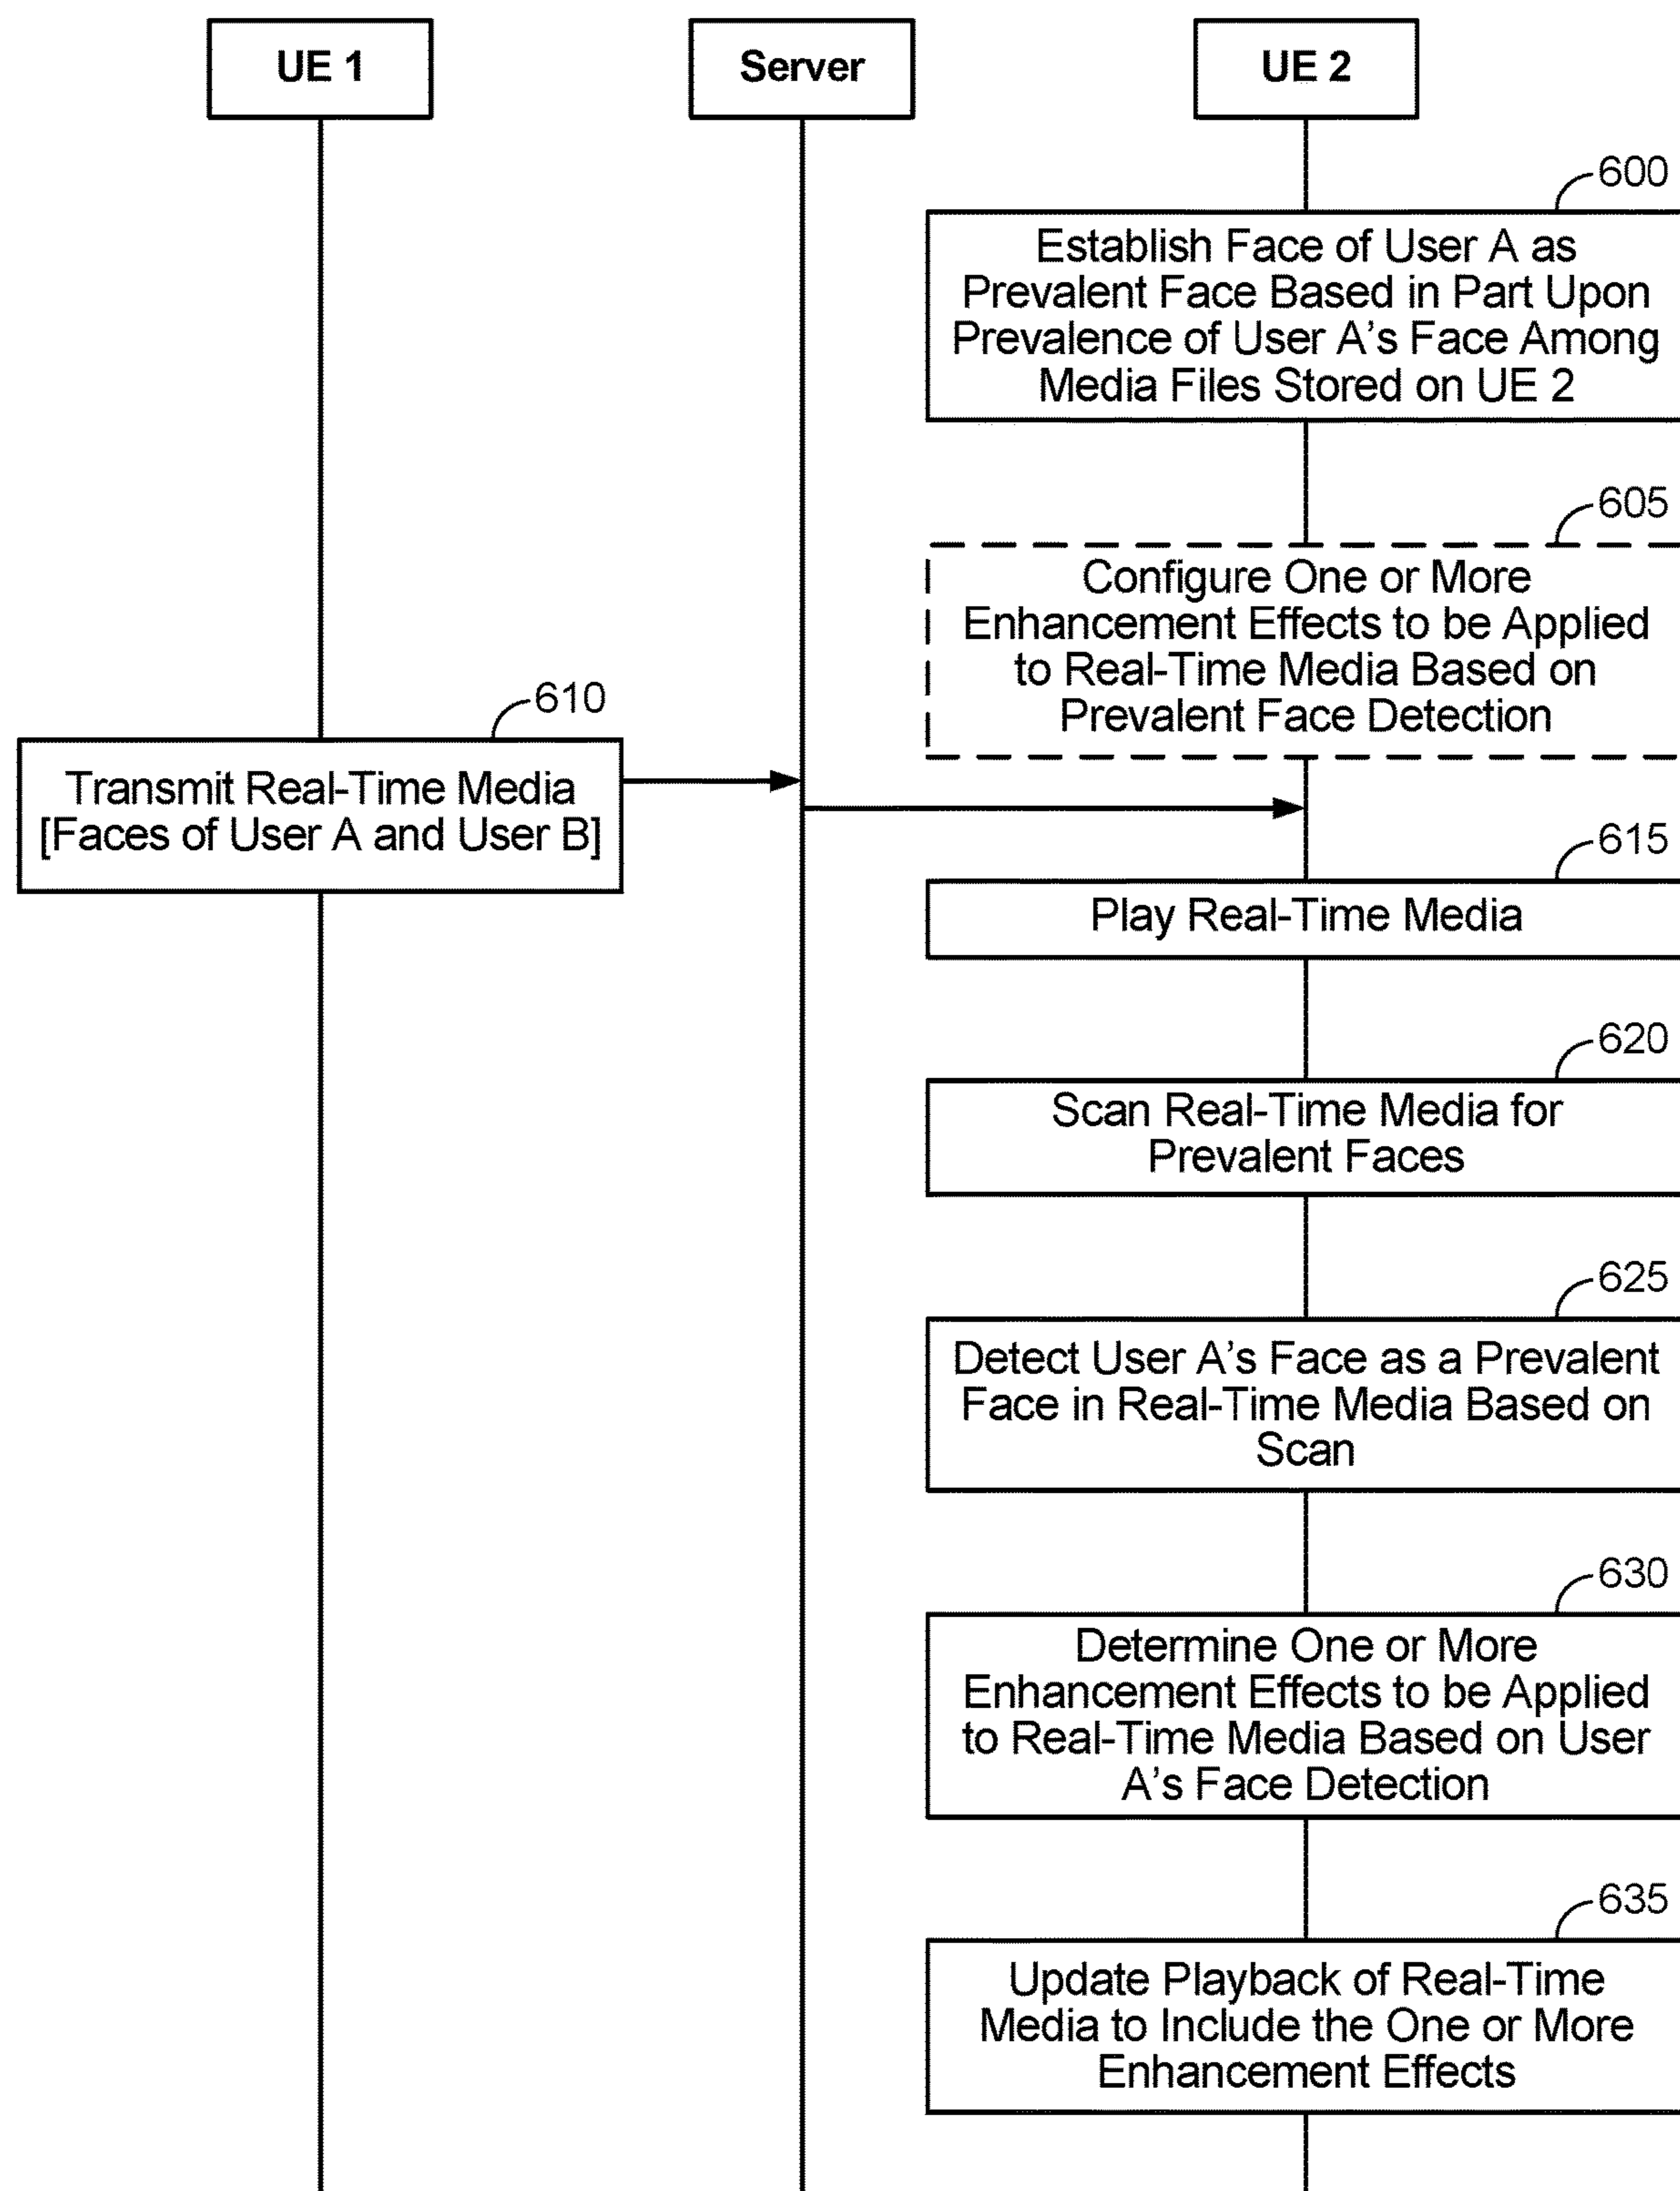 UE 1
Server
UE 2
600
Establish Face of User A as
Prevalent Face Based in Part Upon
Prevalence of User A's Face Among
Media Files Stored on UE 2
605
Configure One or More
Enhancement Effects to be Applied
to Real-Time Media Based on
Prevalent Face Detection
610
Transmit Real-Time Media
[Faces of User A and User B]
615
Play Real-Time Media
620
Scan Real-Time Media for
Prevalent Faces
625
Detect User A's Face as a Prevalent
Face in Real-Time Media Based on
Scan
630
Determine One or More
Enhancement Effects to be Applied
to Real-Time Media Based on User
A's Face Detection
635
Update Playback of Real-Time
Media to Include the One or More
Enhancement Effects